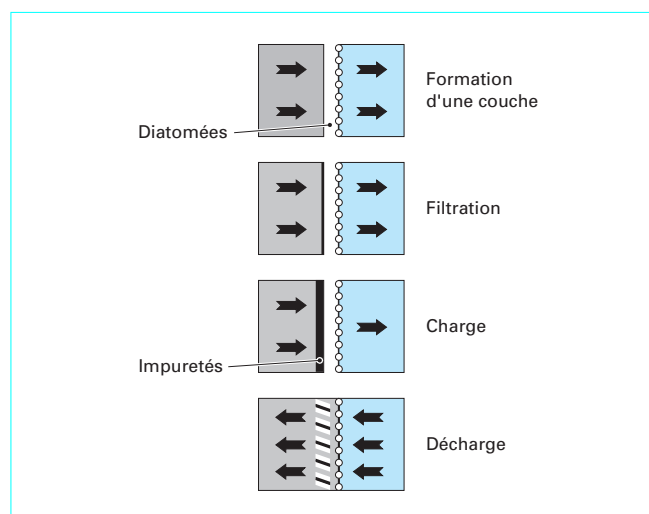 Formation
d'une couche
Diatomées
Filtration
Charge
Impuretés
Décharge